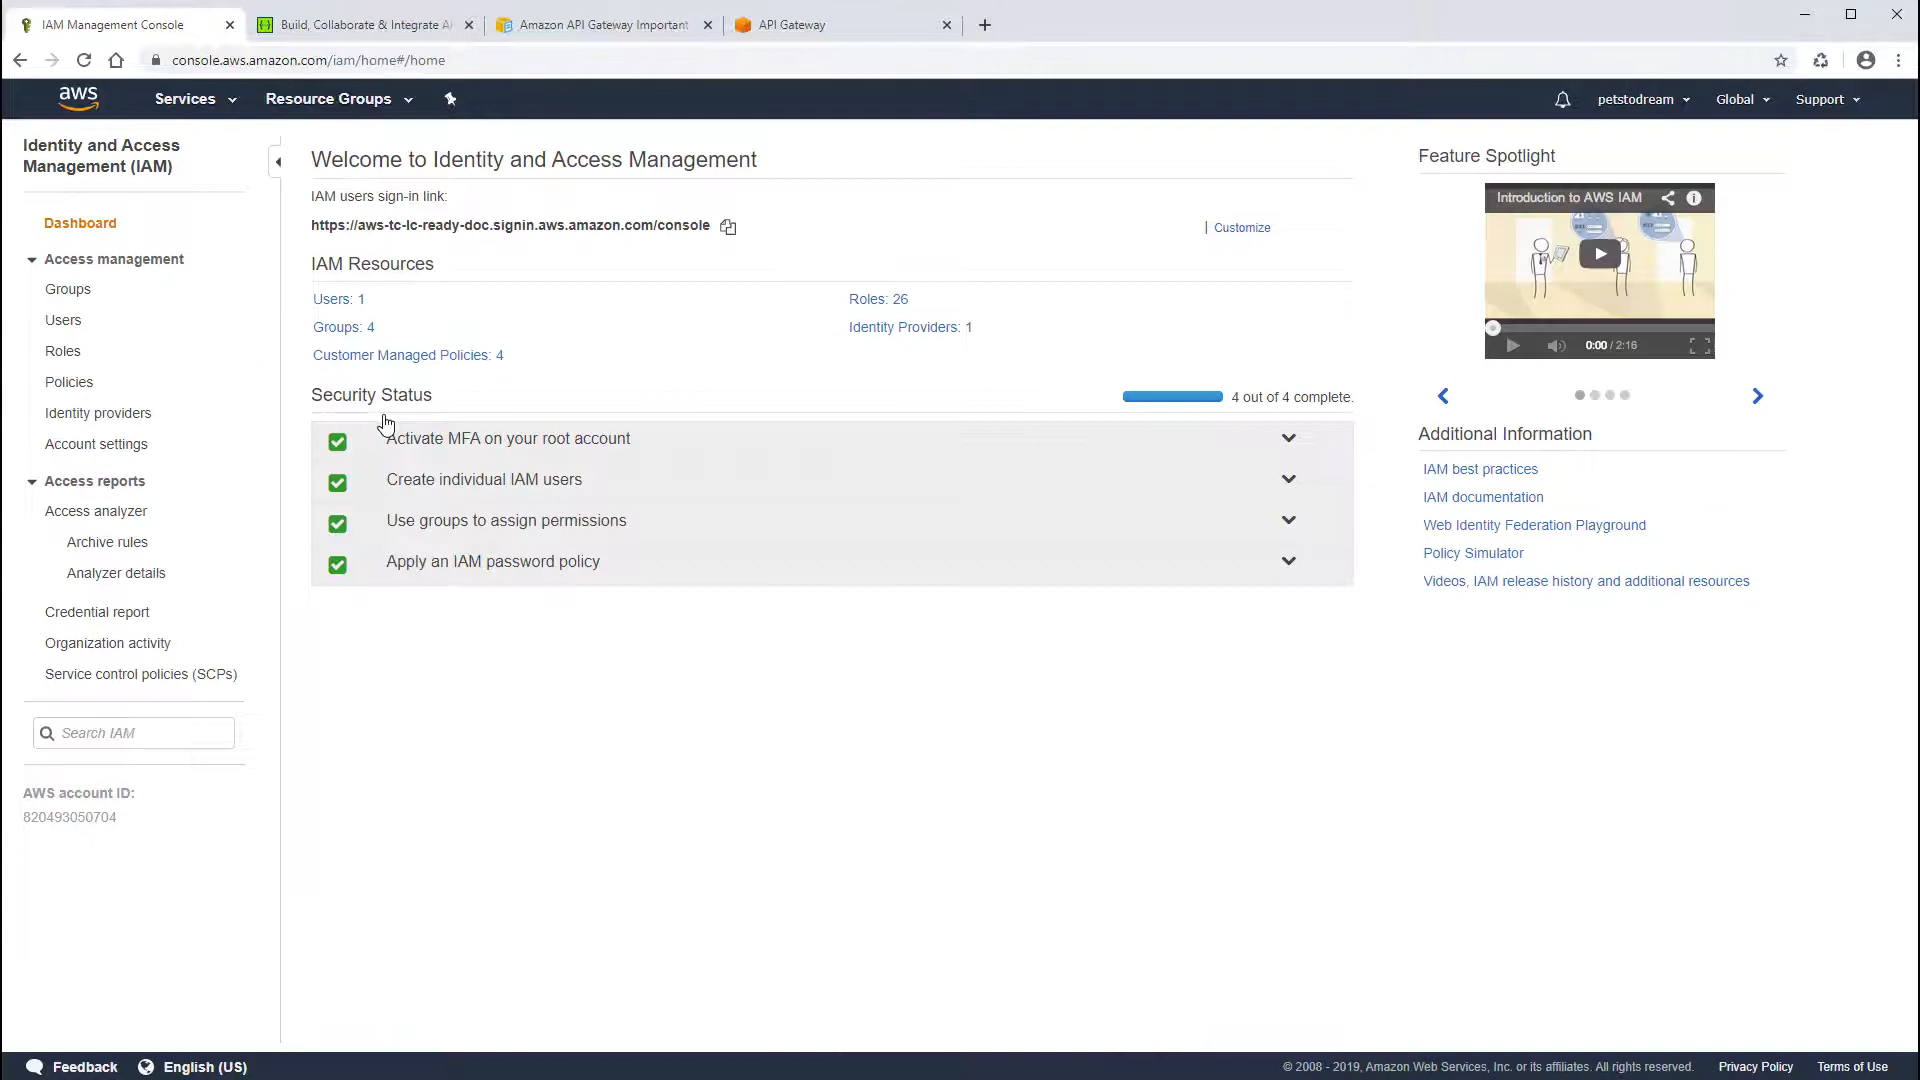 IAM Management Console
Build, Collaborate & Integrate A
Amazon API Gateway Important
API Gateway
console.aws.amazon.com/iam/home#/home
aws
Services
Resource Groups
petstodream
Global
Support
Identity and Access
Management (IAM)
Dashboard
Access management
Groups
Users
Roles
Policies
Identity providers
Account settings
Access reports
Access analyzer
Archive rules
Analyzer details
Credential report
Organization activity
Service control policies (SCPs)
Search IAM
AWS account ID:
820493050704
Welcome to Identity and Access Management
IAM users sign-in link:
https://aws-tc-lc-ready-doc.signin.aws.amazon.com/console
| Customize
IAM Resources
Users: 1
Roles: 26
Groups: 4
Identity Providers: 1
Customer Managed Policies: 4
Security Status
4 out of 4 complete.
Activate MFA on your root account
Create individual IAM users
Use groups to assign permissions
Apply an IAM password policy
Feature Spotlight
Introduction to AWS IAM
0:00 / 2:16
Additional Information
IAM best practices
IAM documentation
Web Identity Federation Playground
Policy Simulator
Videos, IAM release history and additional resources
Feedback
English (US)
© 2008 - 2019, Amazon Web Services, Inc. or its affiliates. All rights reserved.
Privacy Policy
Terms of Use